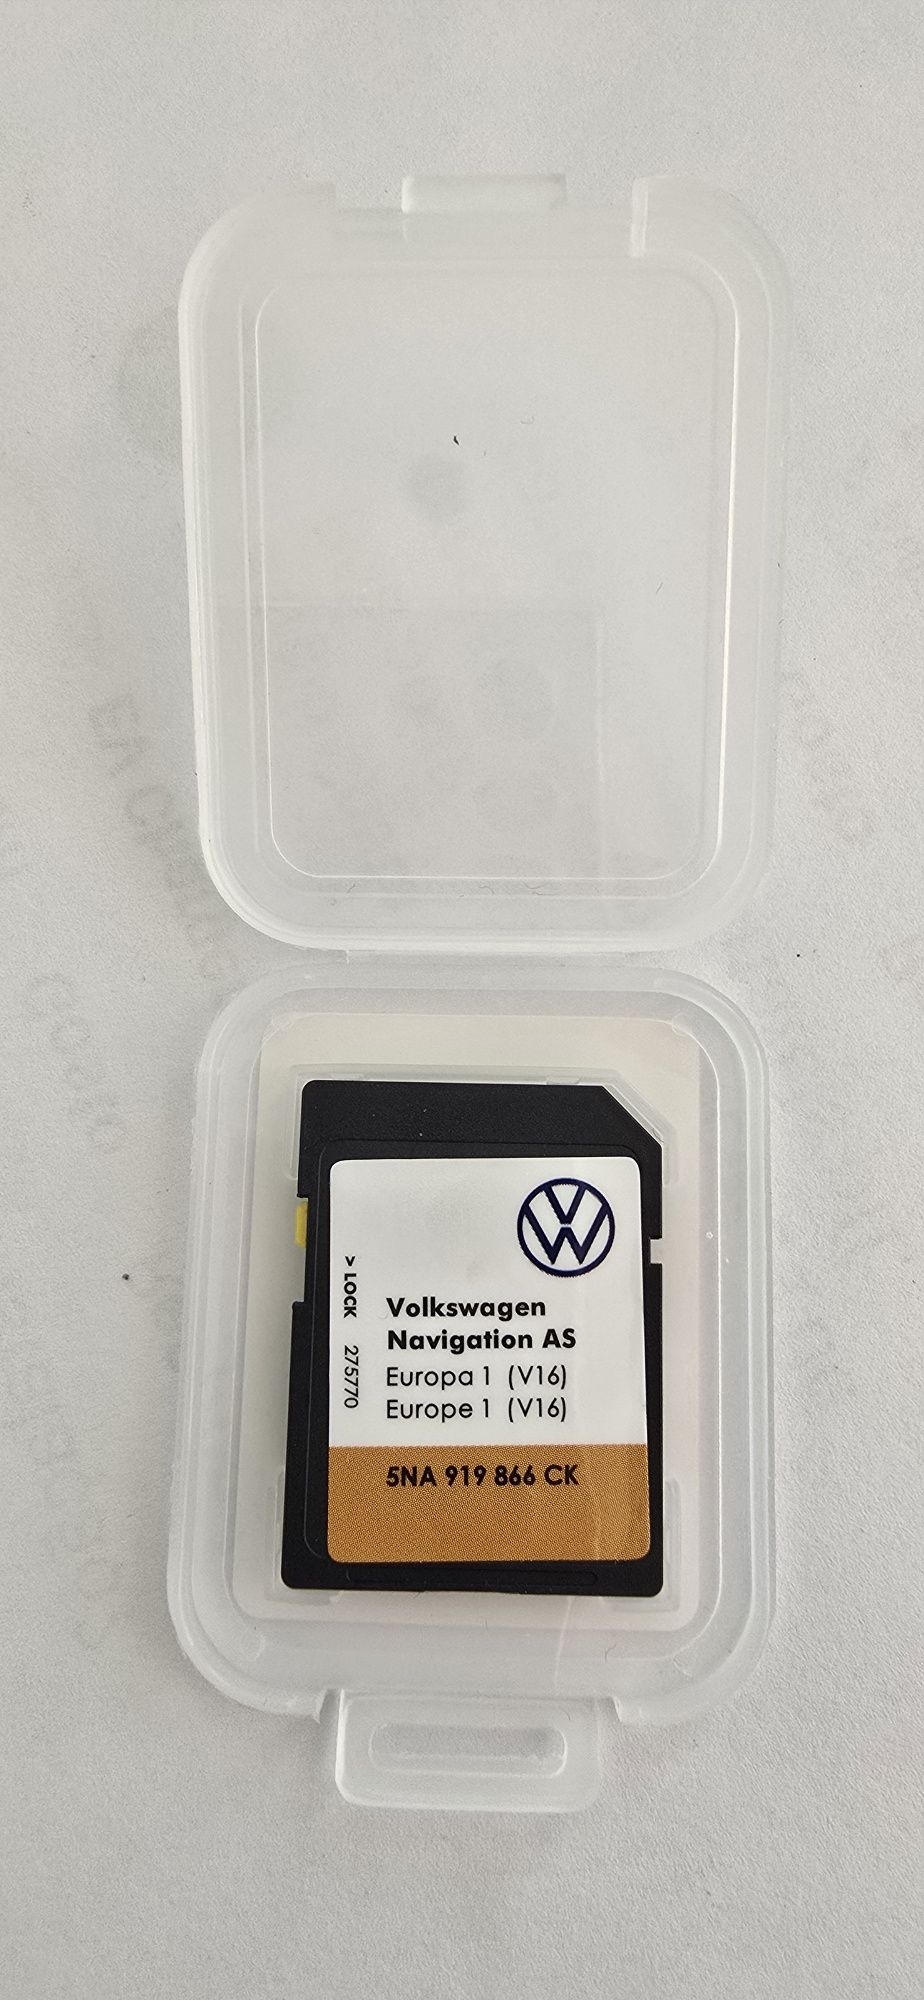 > LOCK 275770
Volkswagen
Navigation AS
Europa 1 (V16)
Europe 1 (V16)
5NA 919 866 CK